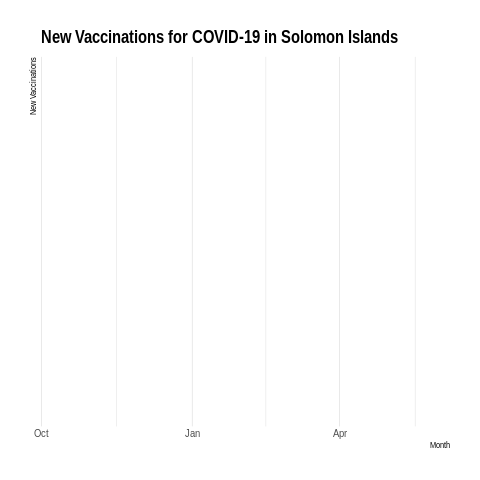 New Vaccinations for COVID-19 in Solomon Islands
New Vaccinations
Oct Jan Apr
Month